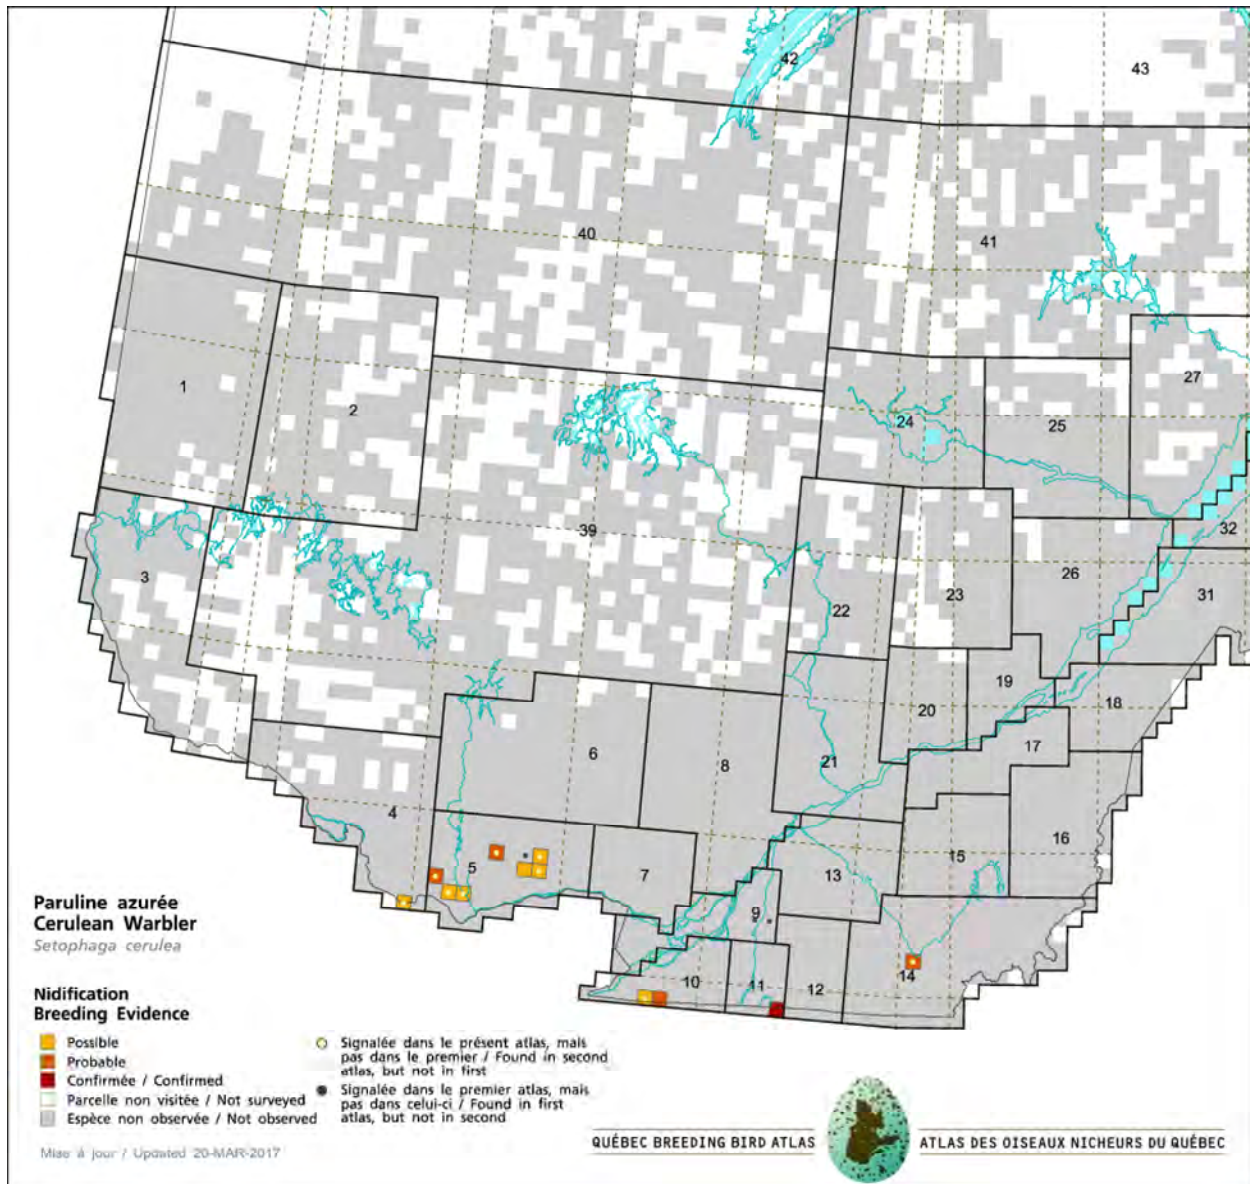 42
43
40
41
1
2
27
24
25
39
32
3
26
31
22
23
19
20
18
17
6
8
21
4
16
15
5
7
13
9
14
10
11
12
Paruline azurée
Cerulean Warbler
Setophaga cerulea
Nidification
Breeding Evidence
Possible
Probable
Confirmée / Confirmed
Parcelle non visitée / Not surveyed
Espèce non observée / Not observed
Signalée dans le présent atlas, mais
pas dans le premier / Found in second
atlas, but not in first
Signalée dans le premier atlas, mais
pas dans celui-ci / Found in first
atlas, but not in second
Mise à jour / Updated 20-MAR-2017
QUÉBEC BREEDING BIRD ATLAS
ATLAS DES OISEAUX NICHEURS DU QUÉBEC